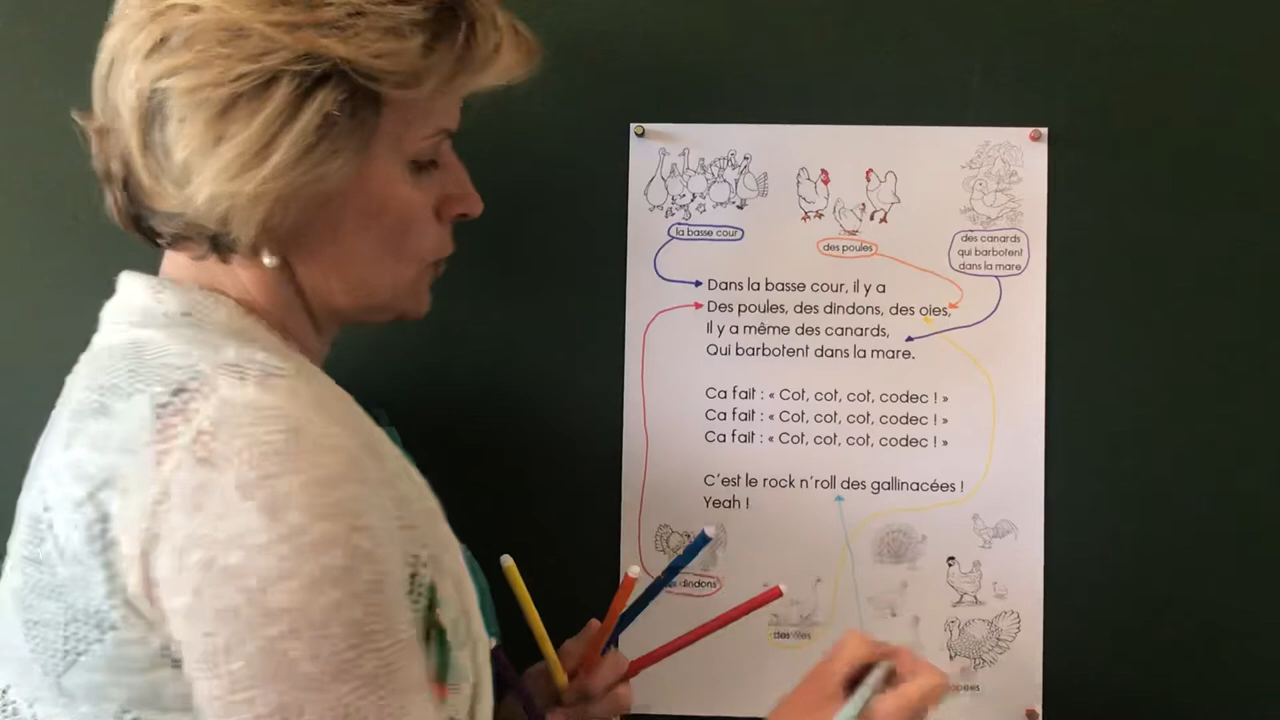 la basse cour
des poules
des canards
qui barbotent
dans la mare
Dans la basse cour, il y a
Des poules, des dindons, des oies,
Il y a même des canards,
Qui barbotent dans la mare.
Ca fait : « Cot, cot, cot, codec ! »
Ca fait : « Cot, cot, cot, codec ! »
Ca fait : « Cot, cot, cot, codec ! »
C'est le rock n'roll des gallinacées !
Yeah !
dindons
des oies